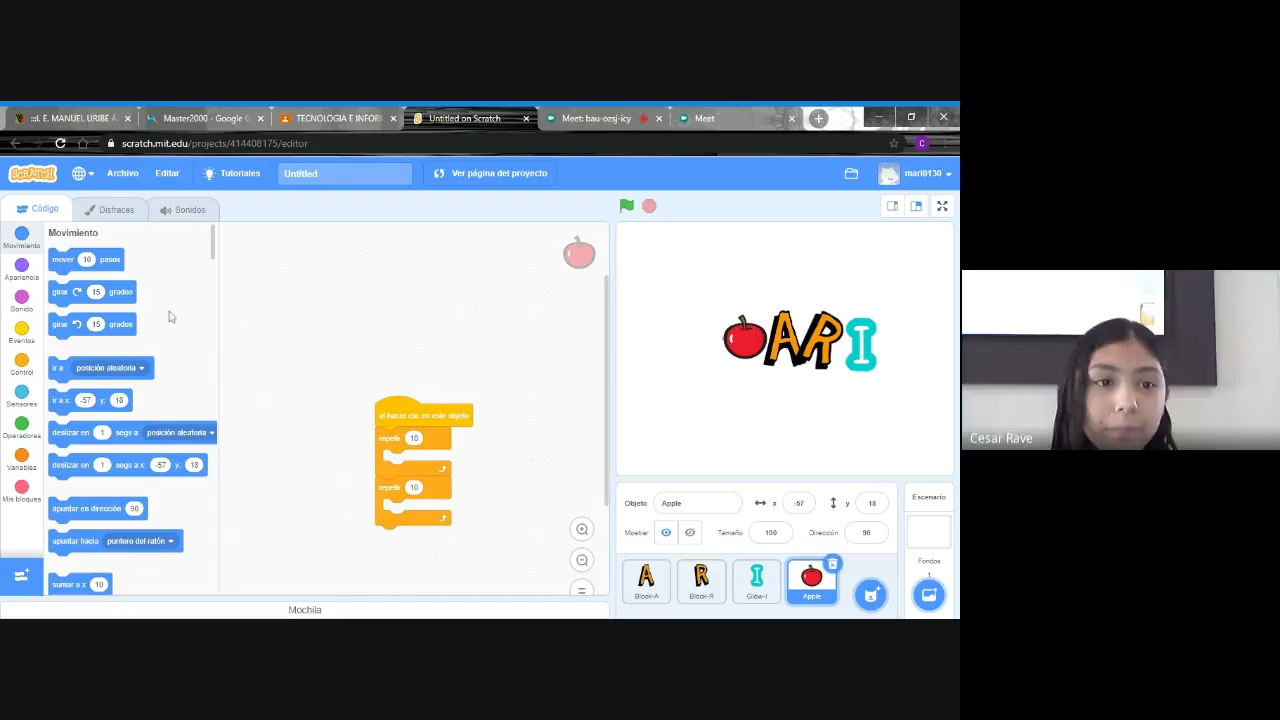 :::I. E. MANUEL URIBE Á
Master2000 - Google C
TECNOLOGIA E INFOR
Untitled on Scratch
Meet: bau-ozsj-icy
Meet
scratch.mit.edu/projects/414408175/editor
C
SCRATCH
Archivo
Editar
Tutoriales
Untitled
Ver página del proyecto
mari0130
Código
Disfraces
Sonidos
Movimiento
Apariencia
Sonido
Eventos
Control
Sensores
Operadores
Variables
Mis bloques
Movimiento
mover 10 pasos
girar 15 grados
girar 15 grados
ir a posición aleatoria
ir a x: -57 y: 18
deslizar en 1 segs a posición aleatoria
deslizar en 1 segs a x: -57 y: 18
apuntar en dirección 90
apuntar hacia puntero del ratón
sumar a x 10
al hacer clic en este objeto
repetir 10
repetir 10
ARI
Objeto Apple x -57 y 18
Mostrar Tamaño 100 Dirección 90
A
Block-A
R
Block-R
I
Glow-I
Apple
Escenario
Fondos
1
Mochila
Cesar Rave